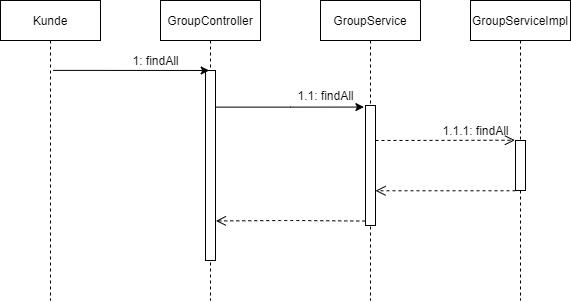 Kunde
GroupController
GroupService
GroupServiceImpl
1: findAll
1.1: findAll
1.1.1: findAll